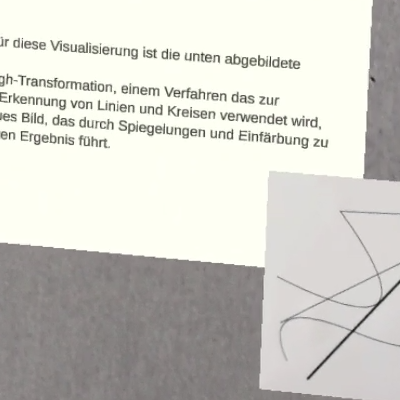 für diese Visualisierung ist die unten abgebildete
gh-Transformation, einem Verfahren das zur
Erkennung von Linien und Kreisen verwendet wird,
ues Bild, das durch Spiegelungen und Einfärbung zu
en Ergebnis führt.